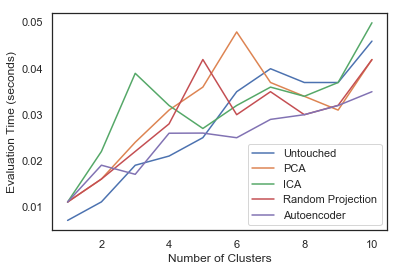 0.05
0.04
0.03
0.02
0.01
Evaluation Time (seconds)
Untouched
PCA
ICA
Random Projection
Autoencoder
2 4 6 8 10
Number of Clusters